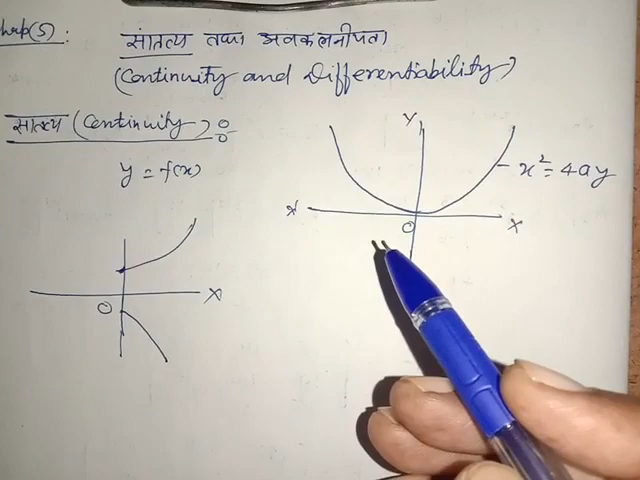 सांतत्य तथा अवकलनीयता
(Continuity and Differentiability)
सातत्य (Continuity) :-
y = f(x)
Y
x² = 4ay
X'
O
X
X
O